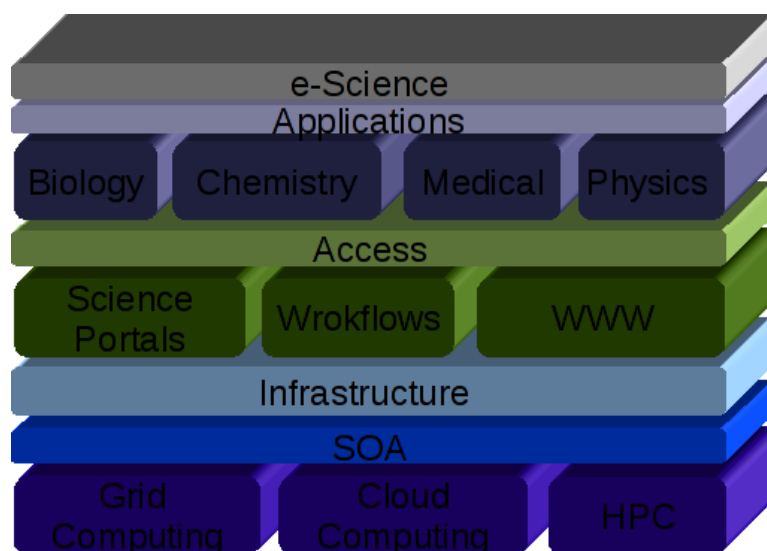 e-Science
Applications
Biology Chemistry Medical Physics
Access
Science Portals Wrokflows WWW
Infrastructure
SOA
Grid Computing Cloud Computing HPC